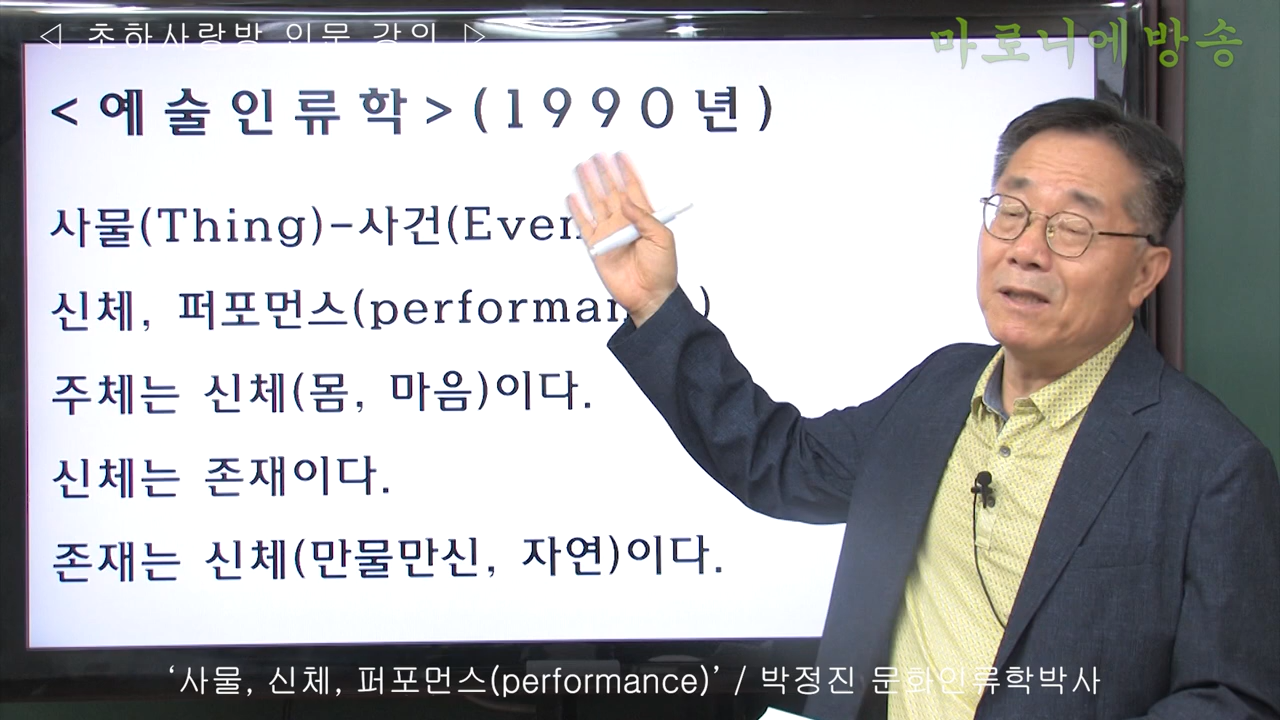 ◁ 초하사랑방 인문 강의 ▷
마로니에방송
<예술인류학>(1990년)
사물(Thing)-사건(Even
신체, 퍼포먼스(performan )
주체는 신체(몸, 마음)이다.
신체는 존재이다.
존재는 신체(만물만신, 자연)이다.
‘사물, 신체, 퍼포먼스(performance)’ / 박정진 문화인류학박사